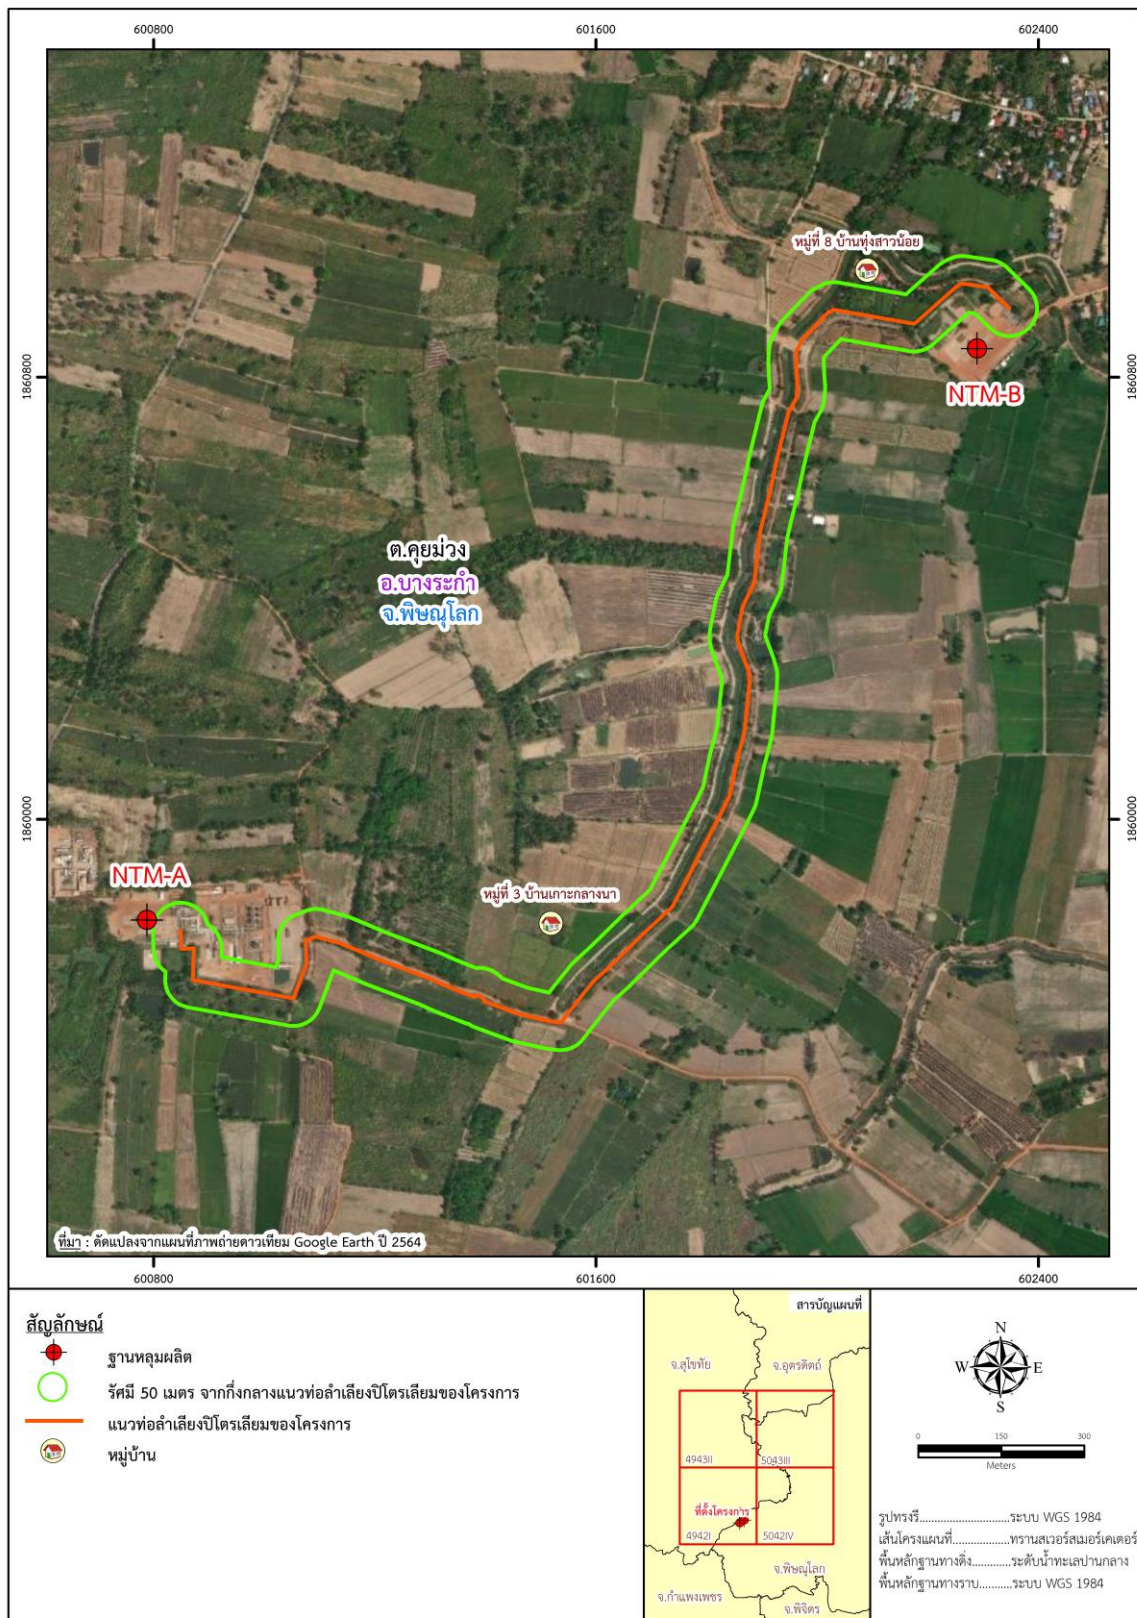 600800 601600 602400
หมู่ที่ 8 บ้านทุ่งสาวน้อย
1860800 1860800
NTM-B
ต.คุยม่วง
อ.บางระกำ
จ.พิษณุโลก
1860000 1860000
NTM-A
หมู่ที่ 3 บ้านเกาะกลางนา
ที่มา : ดัดแปลงจากแผนที่ภาพถ่ายดาวเทียม Google Earth ปี 2564
600800 601600 602400
สัญลักษณ์
ฐานหลุมผลิต
รัศมี 50 เมตร จากกึ่งกลางแนวท่อลำเลียงปิโตรเลียมของโครงการ
แนวท่อลำเลียงปิโตรเลียมของโครงการ
หมู่บ้าน
สารบัญแผนที่
จ.สุโขทัย จ.อุตรดิตถ์
4943II 5043III
ที่ตั้งโครงการ
4942I 5042IV
จ.พิษณุโลก
จ.กำแพงเพชร
จ.พิจิตร
N
W E
S
0 150 300
Meters
รูปทรงรี..............................ระบบ WGS 1984
เส้นโครงแผนที่...................ทรานสเวอร์สเมอร์เคเตอร์
พื้นหลักฐานทางดิ่ง.............ระดับน้ำทะเลปานกลาง
พื้นหลักฐานทางราบ...........ระบบ WGS 1984